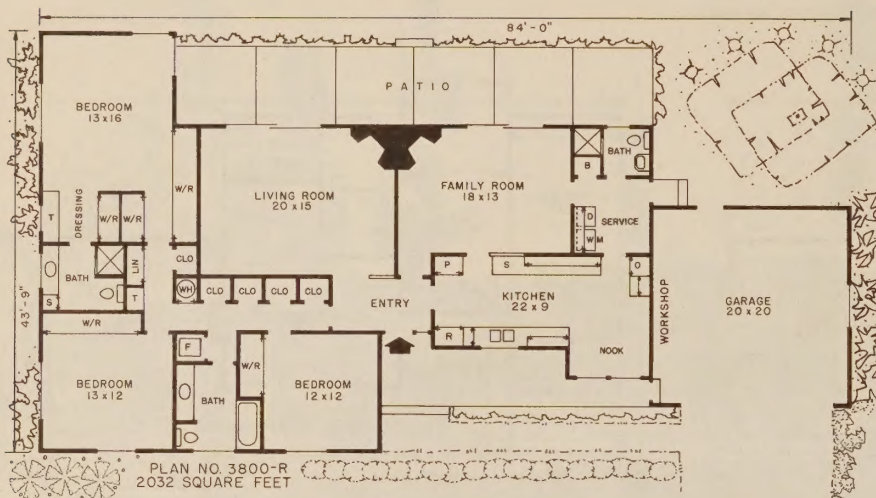 84'-0"
PATIO
BEDROOM
13 x 16
W/R
LIVING ROOM
20 x 15
FAMILY ROOM
18 x 13
BATH
B
D
WM
SERVICE
T
DRESSING
W/R
W/R
CLO
LIN
BATH
S
T
WH
CLO
CLO
CLO
CLO
ENTRY
P
S
O
KITCHEN
22 x 9
R
NOOK
WORKSHOP
GARAGE
20 x 20
43'-9"
W/R
BEDROOM
13 x 12
F
W/R
BATH
BEDROOM
12 x 12
PLAN NO. 3800-R
2032 SQUARE FEET